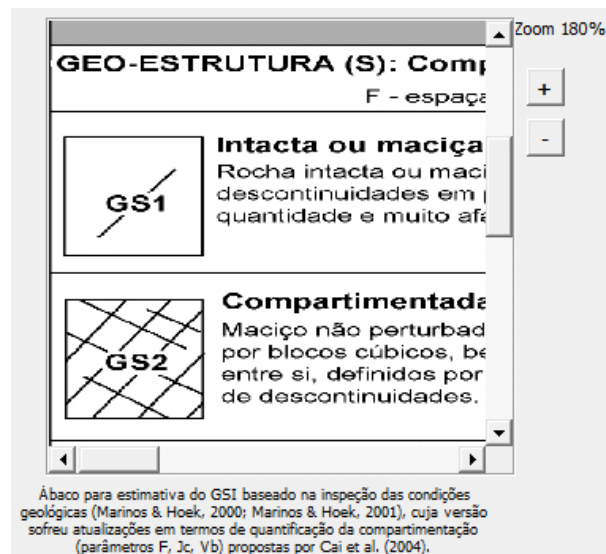 Zoom 180%
GEO-ESTRUTURA (S): Comp
F - espaça
+
-
Intacta ou maciça
Rocha intacta ou maci
descontinuidades em
quantidade e muito afa
GS1
Compartimentada
Maciço não perturbad
por blocos cúbicos, be
entre si, definidos por
de descontinuidades.
GS2
Ábaco para estimativa do GSI baseado na inspeção das condições
geológicas (Marinos & Hoek, 2000; Marinos & Hoek, 2001), cuja versão
sofreu atualizações em termos de quantificação da compartimentação
(parâmetros F, Jc, Vb) propostas por Cai et al. (2004).